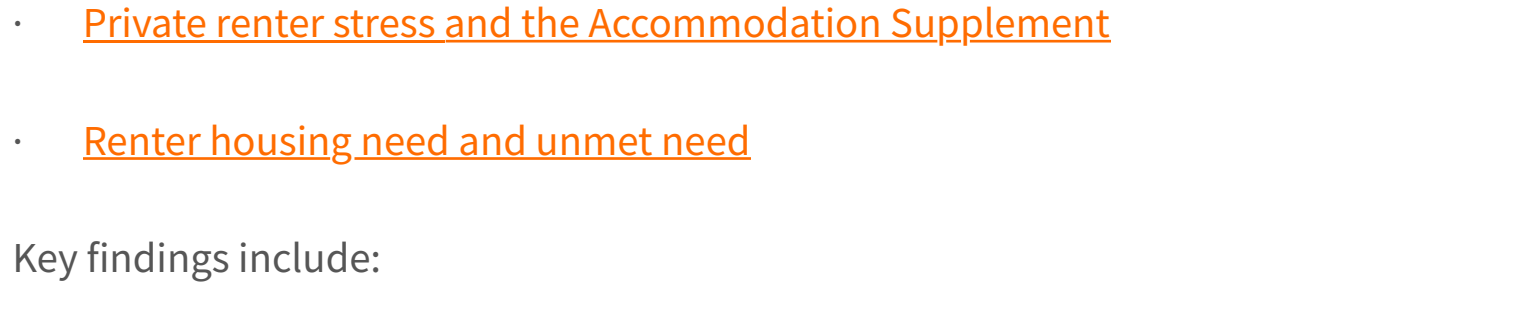 · Private renter stress and the Accommodation Supplement
· Renter housing need and unmet need
Key findings include: